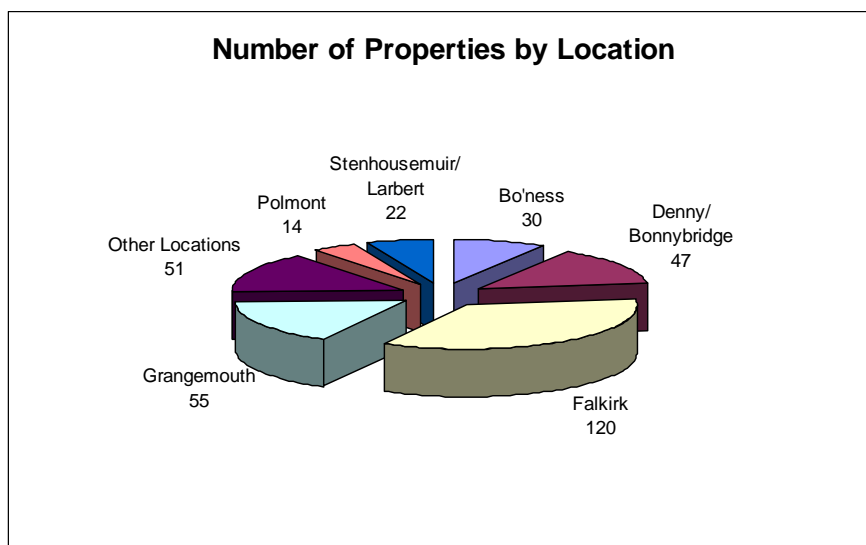 Number of Properties by Location
Stenhousemuir/
Larbert
22
Bo'ness
30
Denny/
Bonnybridge
47
Polmont
14
Other Locations
51
Grangemouth
55
Falkirk
120